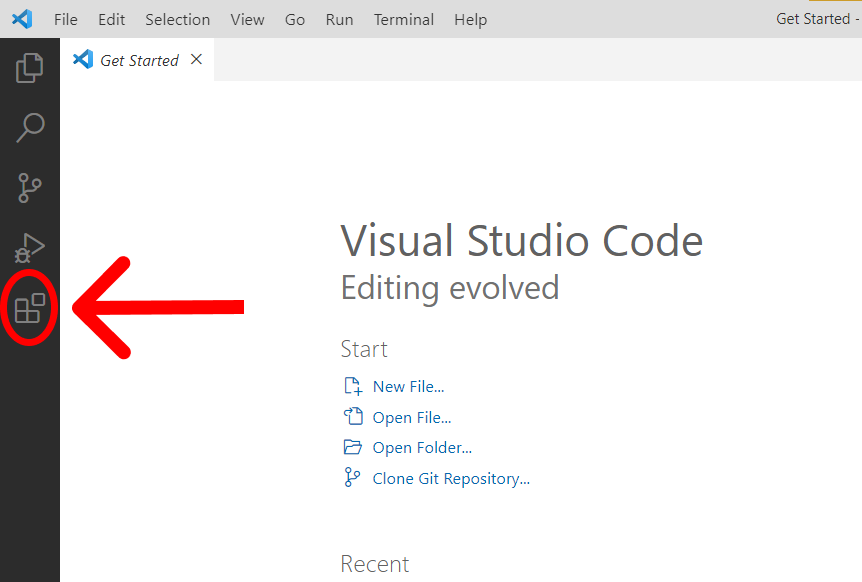 File Edit Selection View Go Run Terminal Help Get Started -
Get Started
Visual Studio Code
Editing evolved
Start
New File...
Open File...
Open Folder...
Clone Git Repository...
Recent